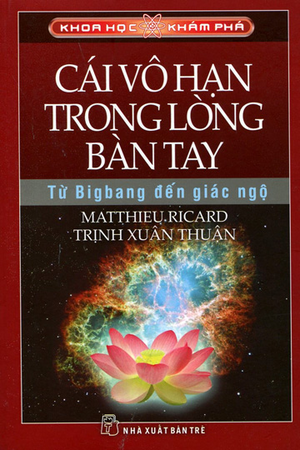 KHOA HỌC KHÁM PHÁ
CÁI VÔ HẠN
TRONG LÒNG
BÀN TAY
Từ Bigbang đến giác ngộ
MATTHIEU RICARD
TRỊNH XUÂN THUẬN
NHÀ XUẤT BẢN TRẺ